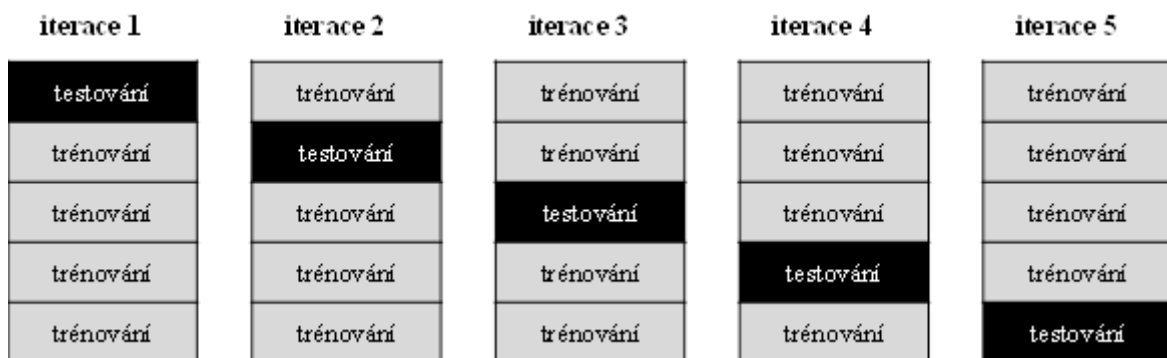 iterace 1 iterace 2 iterace 3 iterace 4 iterace 5
testování trénování trénování trénování trénování
trénování testování trénování trénování trénování
trénování trénování testování trénování trénování
trénování trénování trénování testování trénování
trénování trénování trénování trénování testování